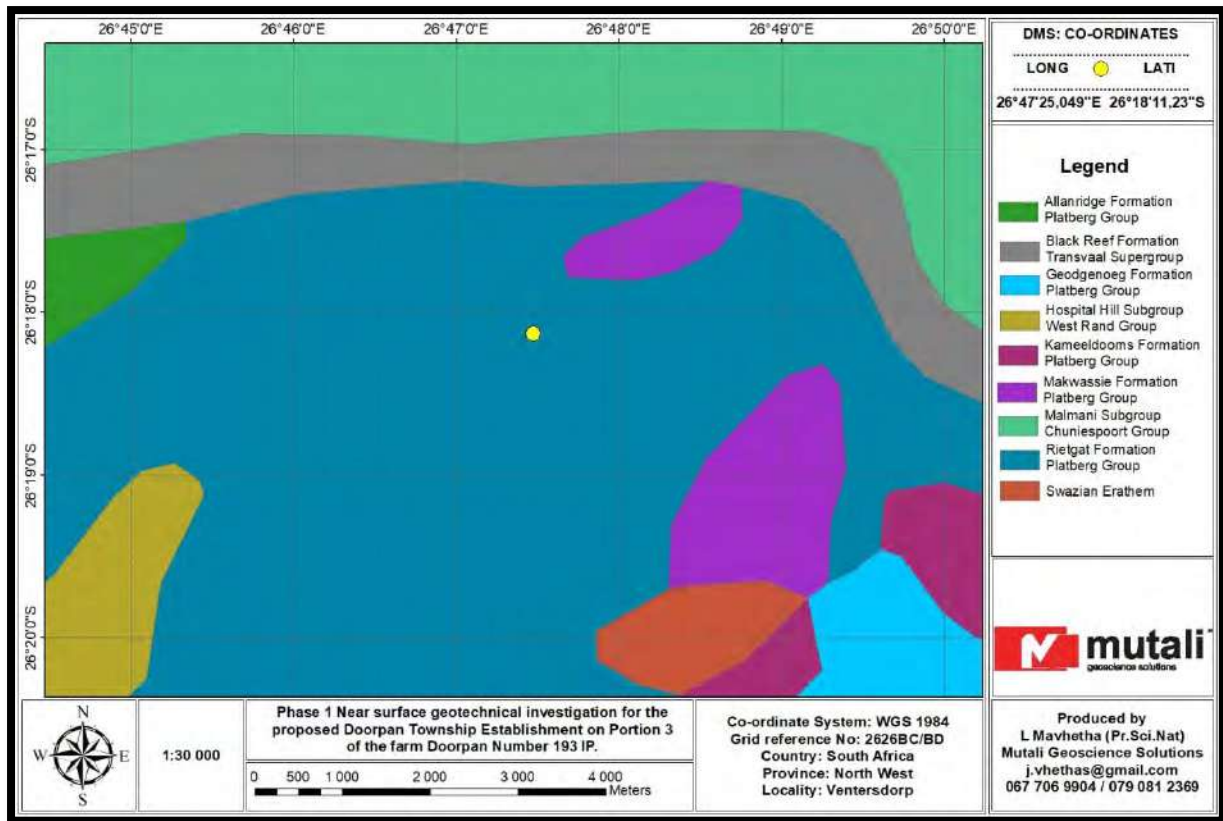 26°45'0"E 26°46'0"E 26°47'0"E 26°48'0"E 26°49'0"E 26°50'0"E
26°17'0"S
26°18'0"S
26°19'0"S
26°20'0"S
DMS: CO-ORDINATES
LONG LATI
26°47'25,049"E 26°18'11,23"S
Legend
Allanridge Formation
Platberg Group
Black Reef Formation
Transvaal Supergroup
Geodgenoeg Formation
Platberg Group
Hospital Hill Subgroup
West Rand Group
Kameeldooms Formation
Platberg Group
Makwassie Formation
Platberg Group
Malmani Subgroup
Chuniespoort Group
Rietgat Formation
Platberg Group
Swazian Erathem
mutali
geoscience solutions
N
W E
S
1:30 000
Phase 1 Near surface geotechnical investigation for the
proposed Doorpan Township Establishment on Portion 3
of the farm Doorpan Number 193 IP.
0 500 1 000 2 000 3 000 4 000
Meters
Co-ordinate System: WGS 1984
Grid reference No: 2626BC/BD
Country: South Africa
Province: North West
Locality: Ventersdorp
Produced by
L Mavhetha (Pr.Sci.Nat)
Mutali Geoscience Solutions
j.vhethas@gmail.com
067 706 9904 / 079 081 2369